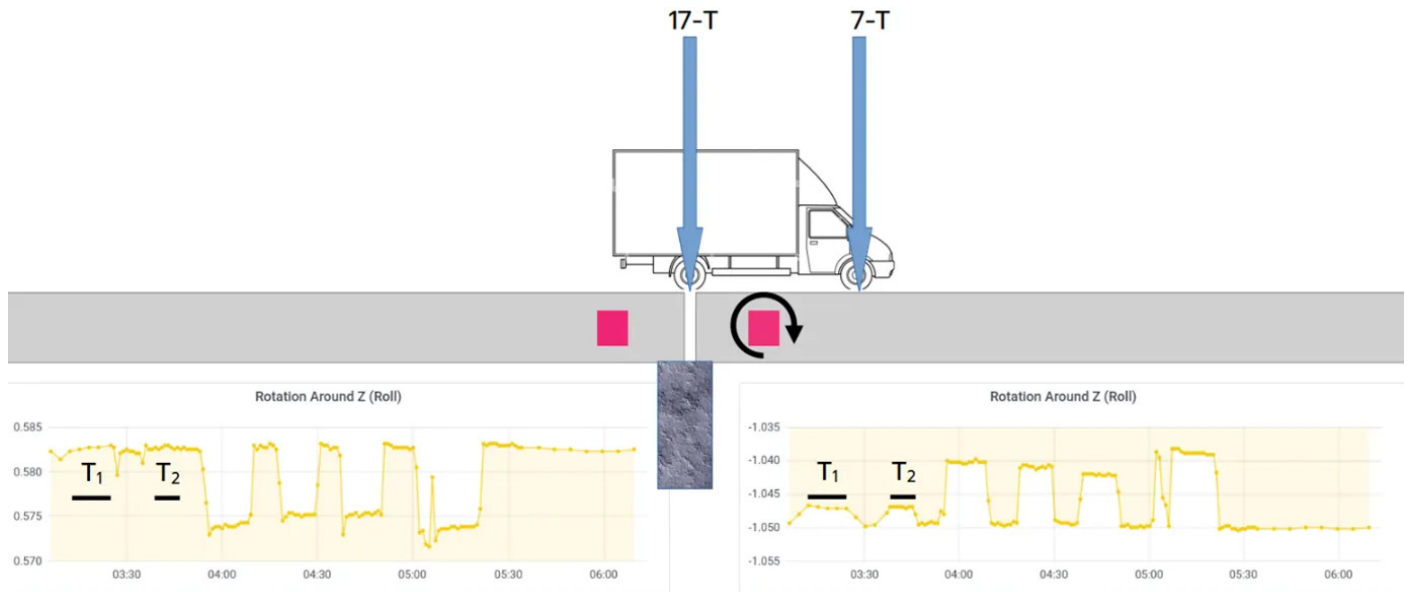 17-T 7-T
Rotation Around Z (Roll)
0.585
0.580
0.575
0.570
T₁ T₂
03:30 04:00 04:30 05:00 05:30 06:00
Rotation Around Z (Roll)
-1.035
-1.040
-1.045
-1.050
-1.055
T₁ T₂
03:30 04:00 04:30 05:00 05:30 06:00